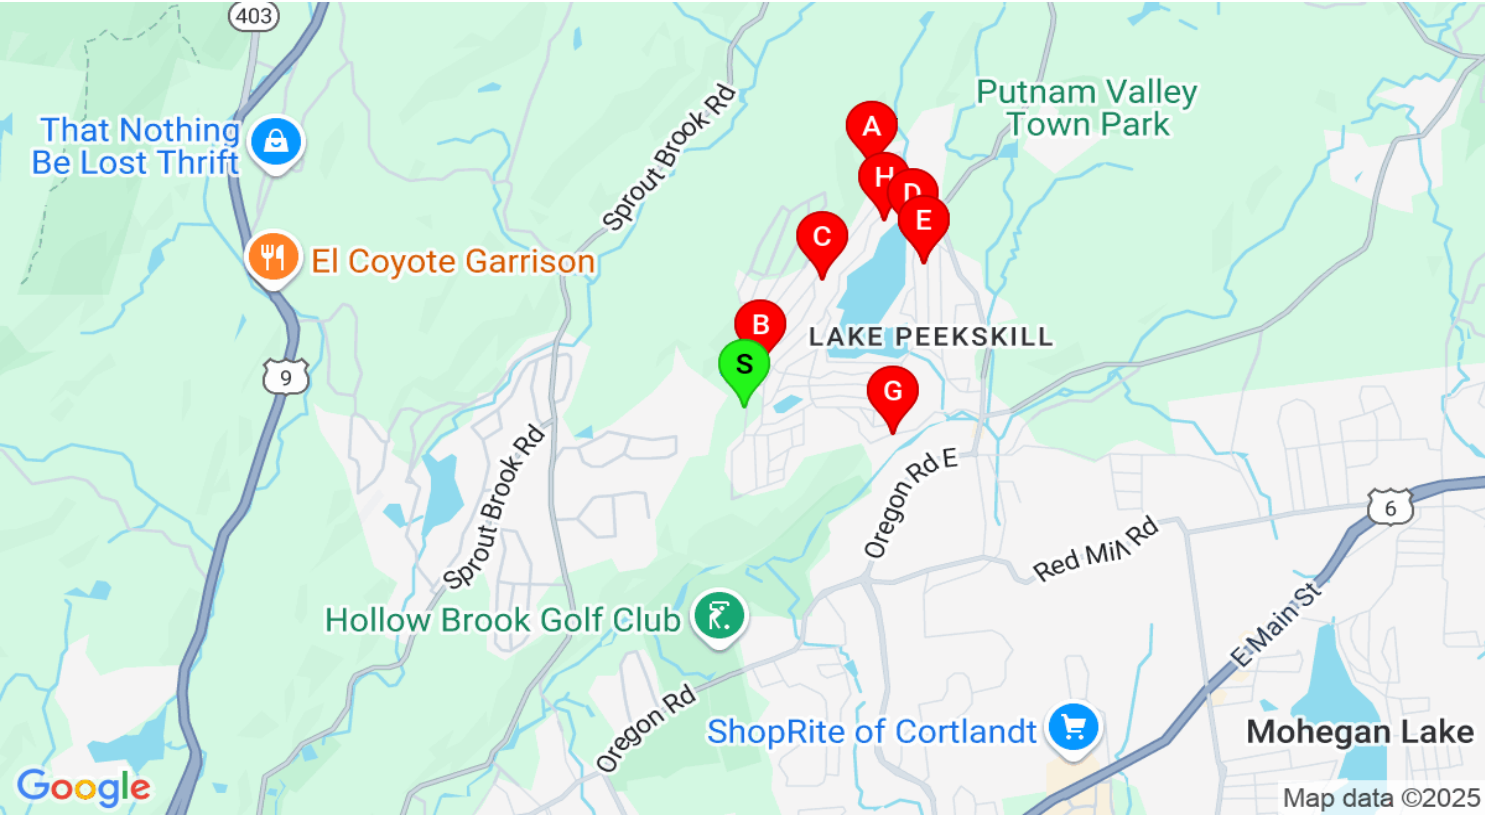 403
That Nothing
Be Lost Thrift
Sprout Brook Rd
Putnam Valley
Town Park
A
H
D
E
C
El Coyote Garrison
B
LAKE PEEKSKILL
S
9
G
Sprout Brook Rd
Oregon Rd E
6
Red Mill Rd
Hollow Brook Golf Club
E Main St
Oregon Rd
ShopRite of Cortlandt
Mohegan Lake
Google
Map data ©2025